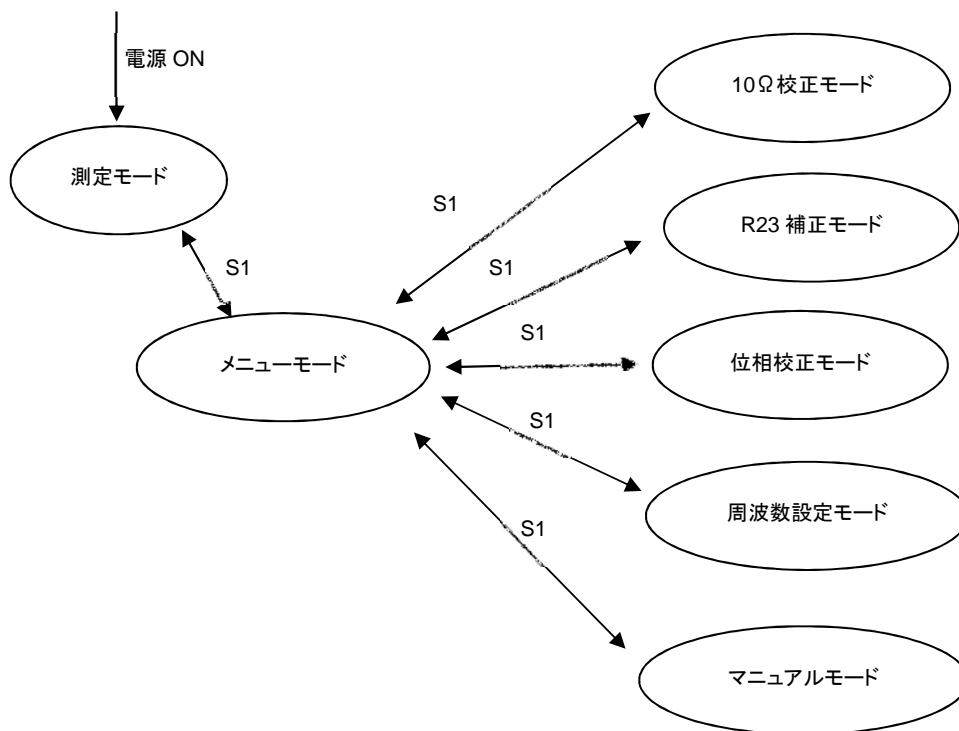 電源 ON
測定モード
S1
メニューモード
S1
10Ω校正モード
S1
R23 補正モード
S1
位相校正モード
S1
周波数設定モード
S1
マニュアルモード